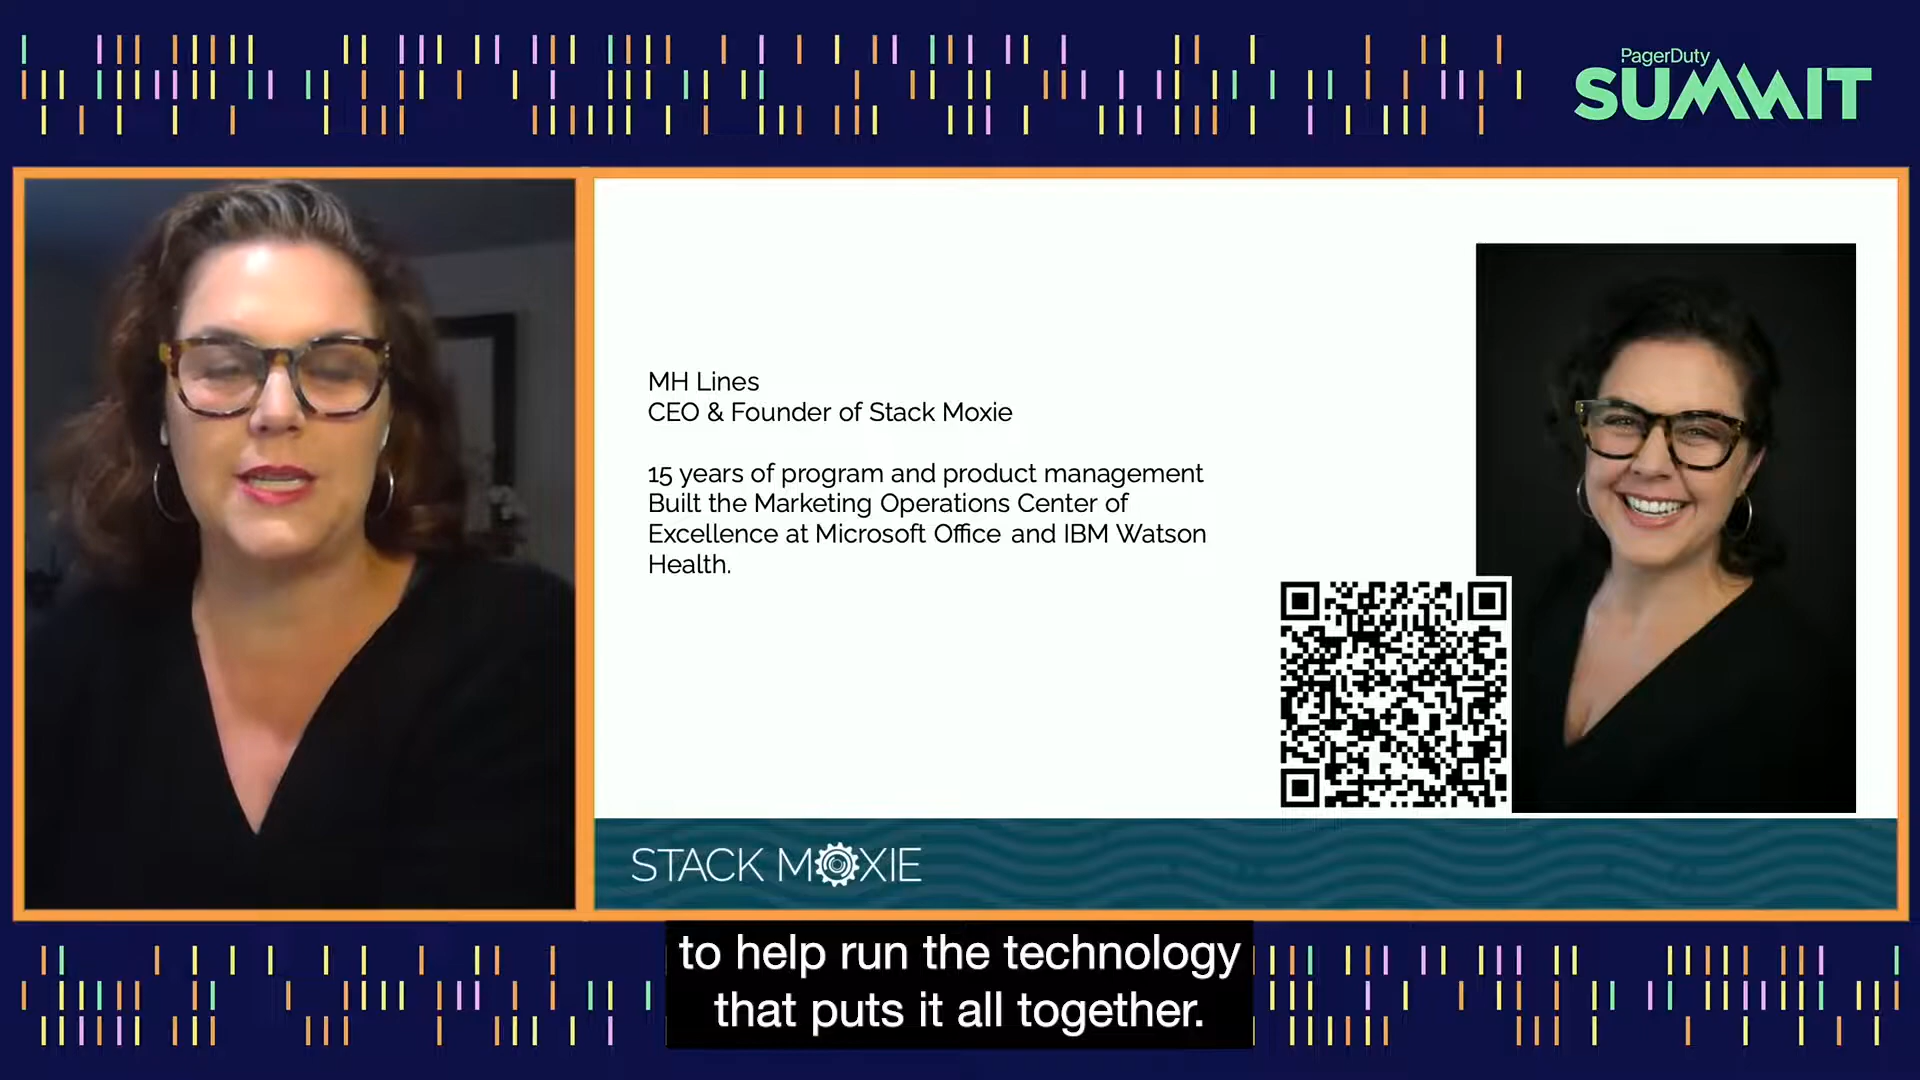 PagerDuty
SUMMIT
MH Lines
CEO & Founder of Stack Moxie
15 years of program and product management
Built the Marketing Operations Center of
Excellence at Microsoft Office and IBM Watson
Health.
STACK MOXIE
to help run the technology
that puts it all together.